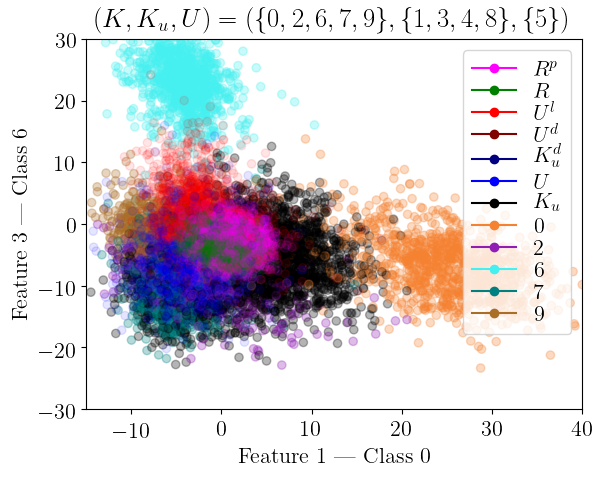 (K, K_u, U) = ({0, 2, 6, 7, 9}, {1, 3, 4, 8}, {5})
30
20
10
0
−10
−20
−30
Feature 3 — Class 6
R^p
R
U^l
U^d
K_u^d
U
K_u
0
2
6
7
9
−10 0 10 20 30 40
Feature 1 — Class 0